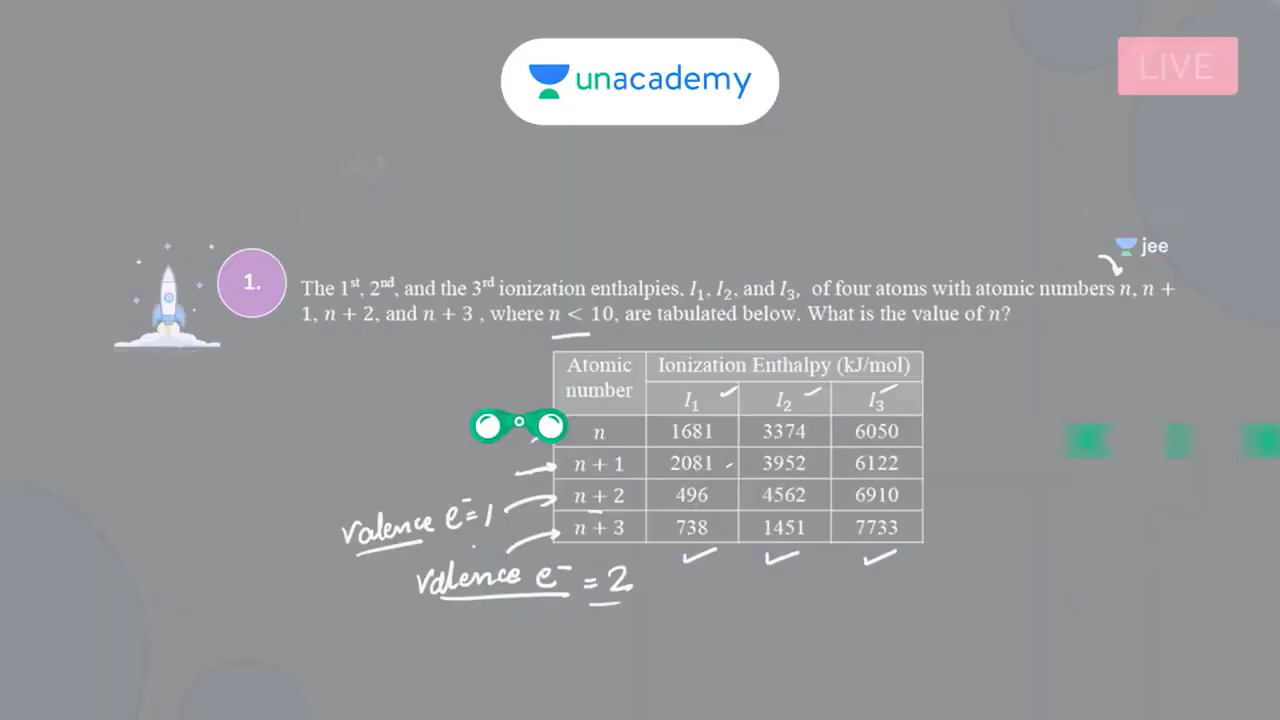 unacademy
LIVE
jee
1.
The 1st, 2nd, and the 3rd ionization enthalpies, I1, I2, and I3, of four atoms with atomic numbers n, n +
1, n + 2, and n + 3 , where n < 10, are tabulated below. What is the value of n?
Atomic number Ionization Enthalpy (kJ/mol)
I1 I2 I3
n 1681 3374 6050
n + 1 2081 3952 6122
n + 2 496 4562 6910
n + 3 738 1451 7733
valence e⁻=1
valence e⁻ = 2